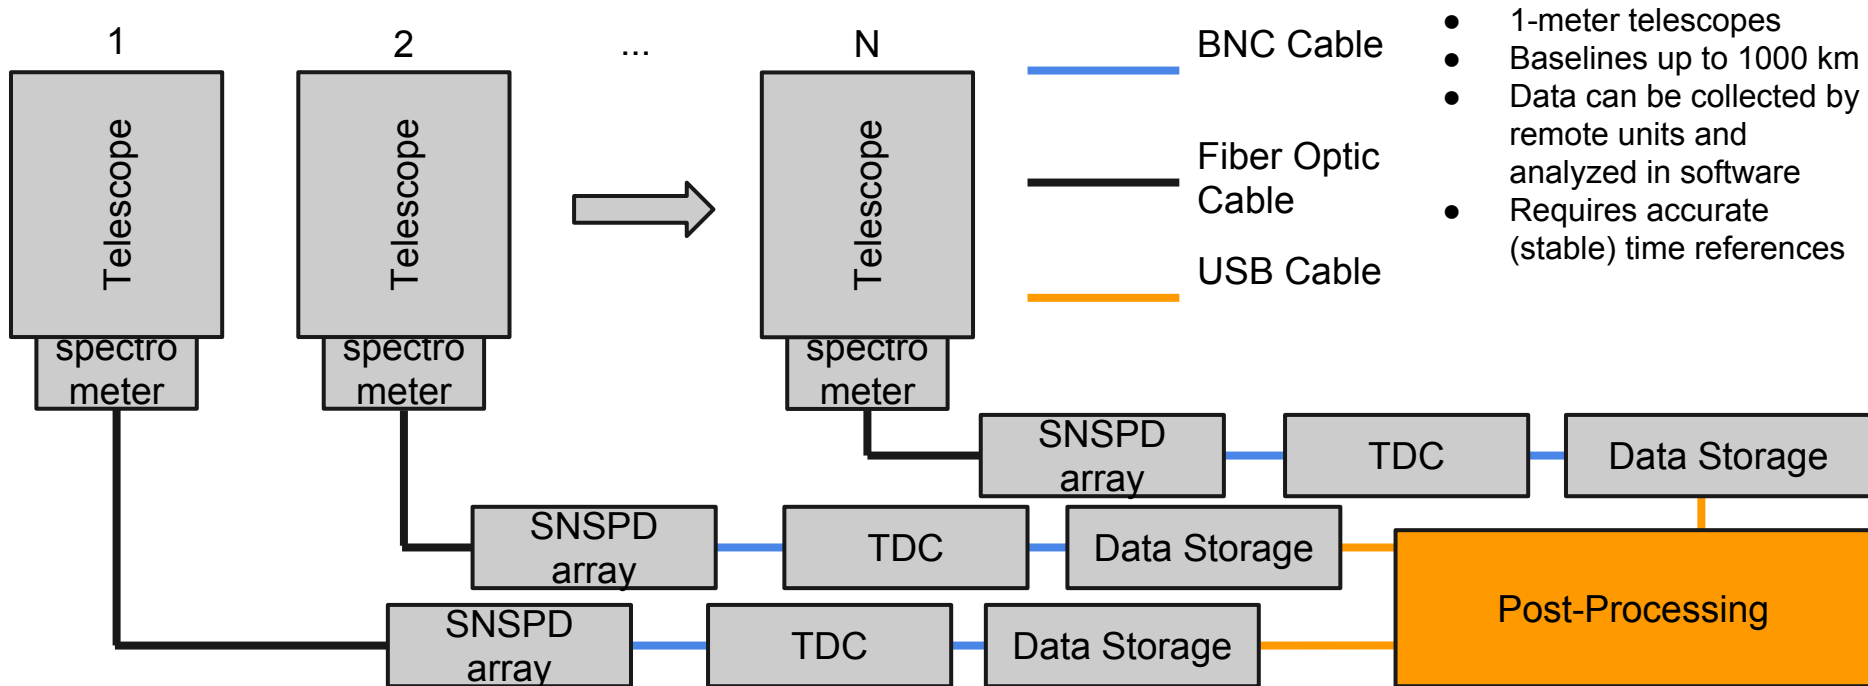 1
2
...
N
Telescope
Telescope
Telescope
spectro
meter
spectro
meter
spectro
meter
BNC Cable
Fiber Optic
Cable
USB Cable
● 1-meter telescopes
● Baselines up to 1000 km
● Data can be collected by
remote units and
analyzed in software
● Requires accurate
(stable) time references
SNSPD
array
TDC
Data Storage
SNSPD
array
TDC
Data Storage
SNSPD
array
TDC
Data Storage
Post-Processing